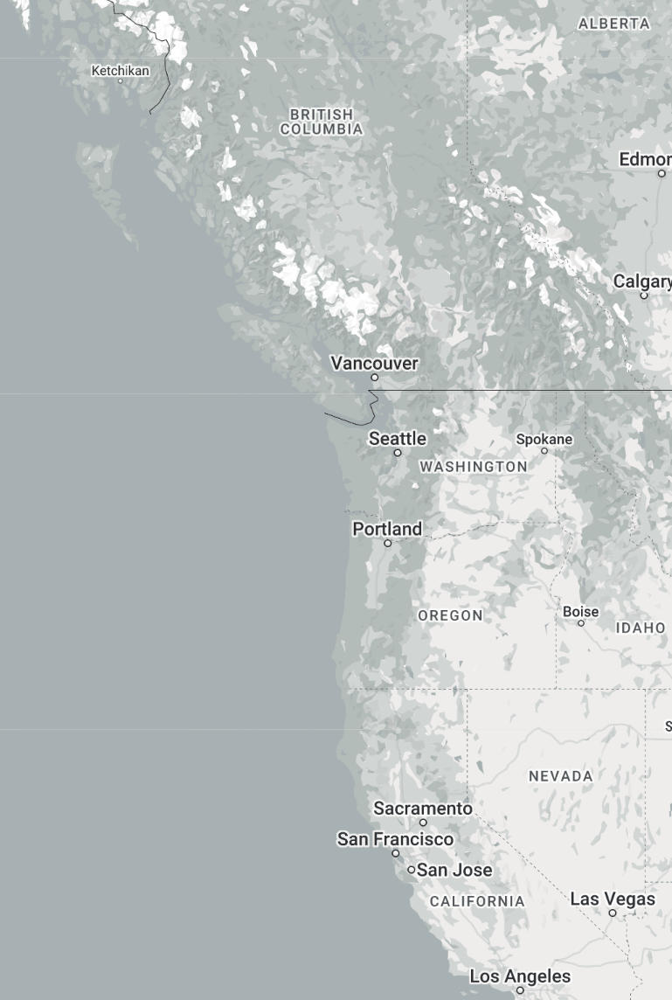 ALBERTA
Ketchikan
BRITISH
COLUMBIA
Edmor
Calgary
Vancouver
Seattle
Spokane
WASHINGTON
Portland
Boise
OREGON
IDAHO
S
NEVADA
Sacramento
San Francisco
San Jose
CALIFORNIA
Las Vegas
Los Angeles